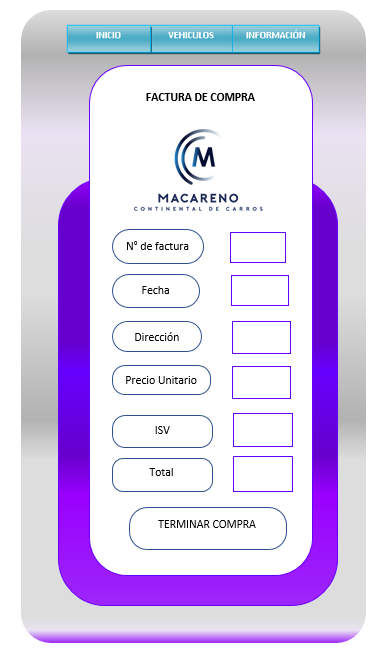 INICIO VEHICULOS INFORMACIÓN
FACTURA DE COMPRA
M
MACARENO
CONTINENTAL DE CARROS
N° de factura
Fecha
Dirección
Precio Unitario
ISV
Total
TERMINAR COMPRA